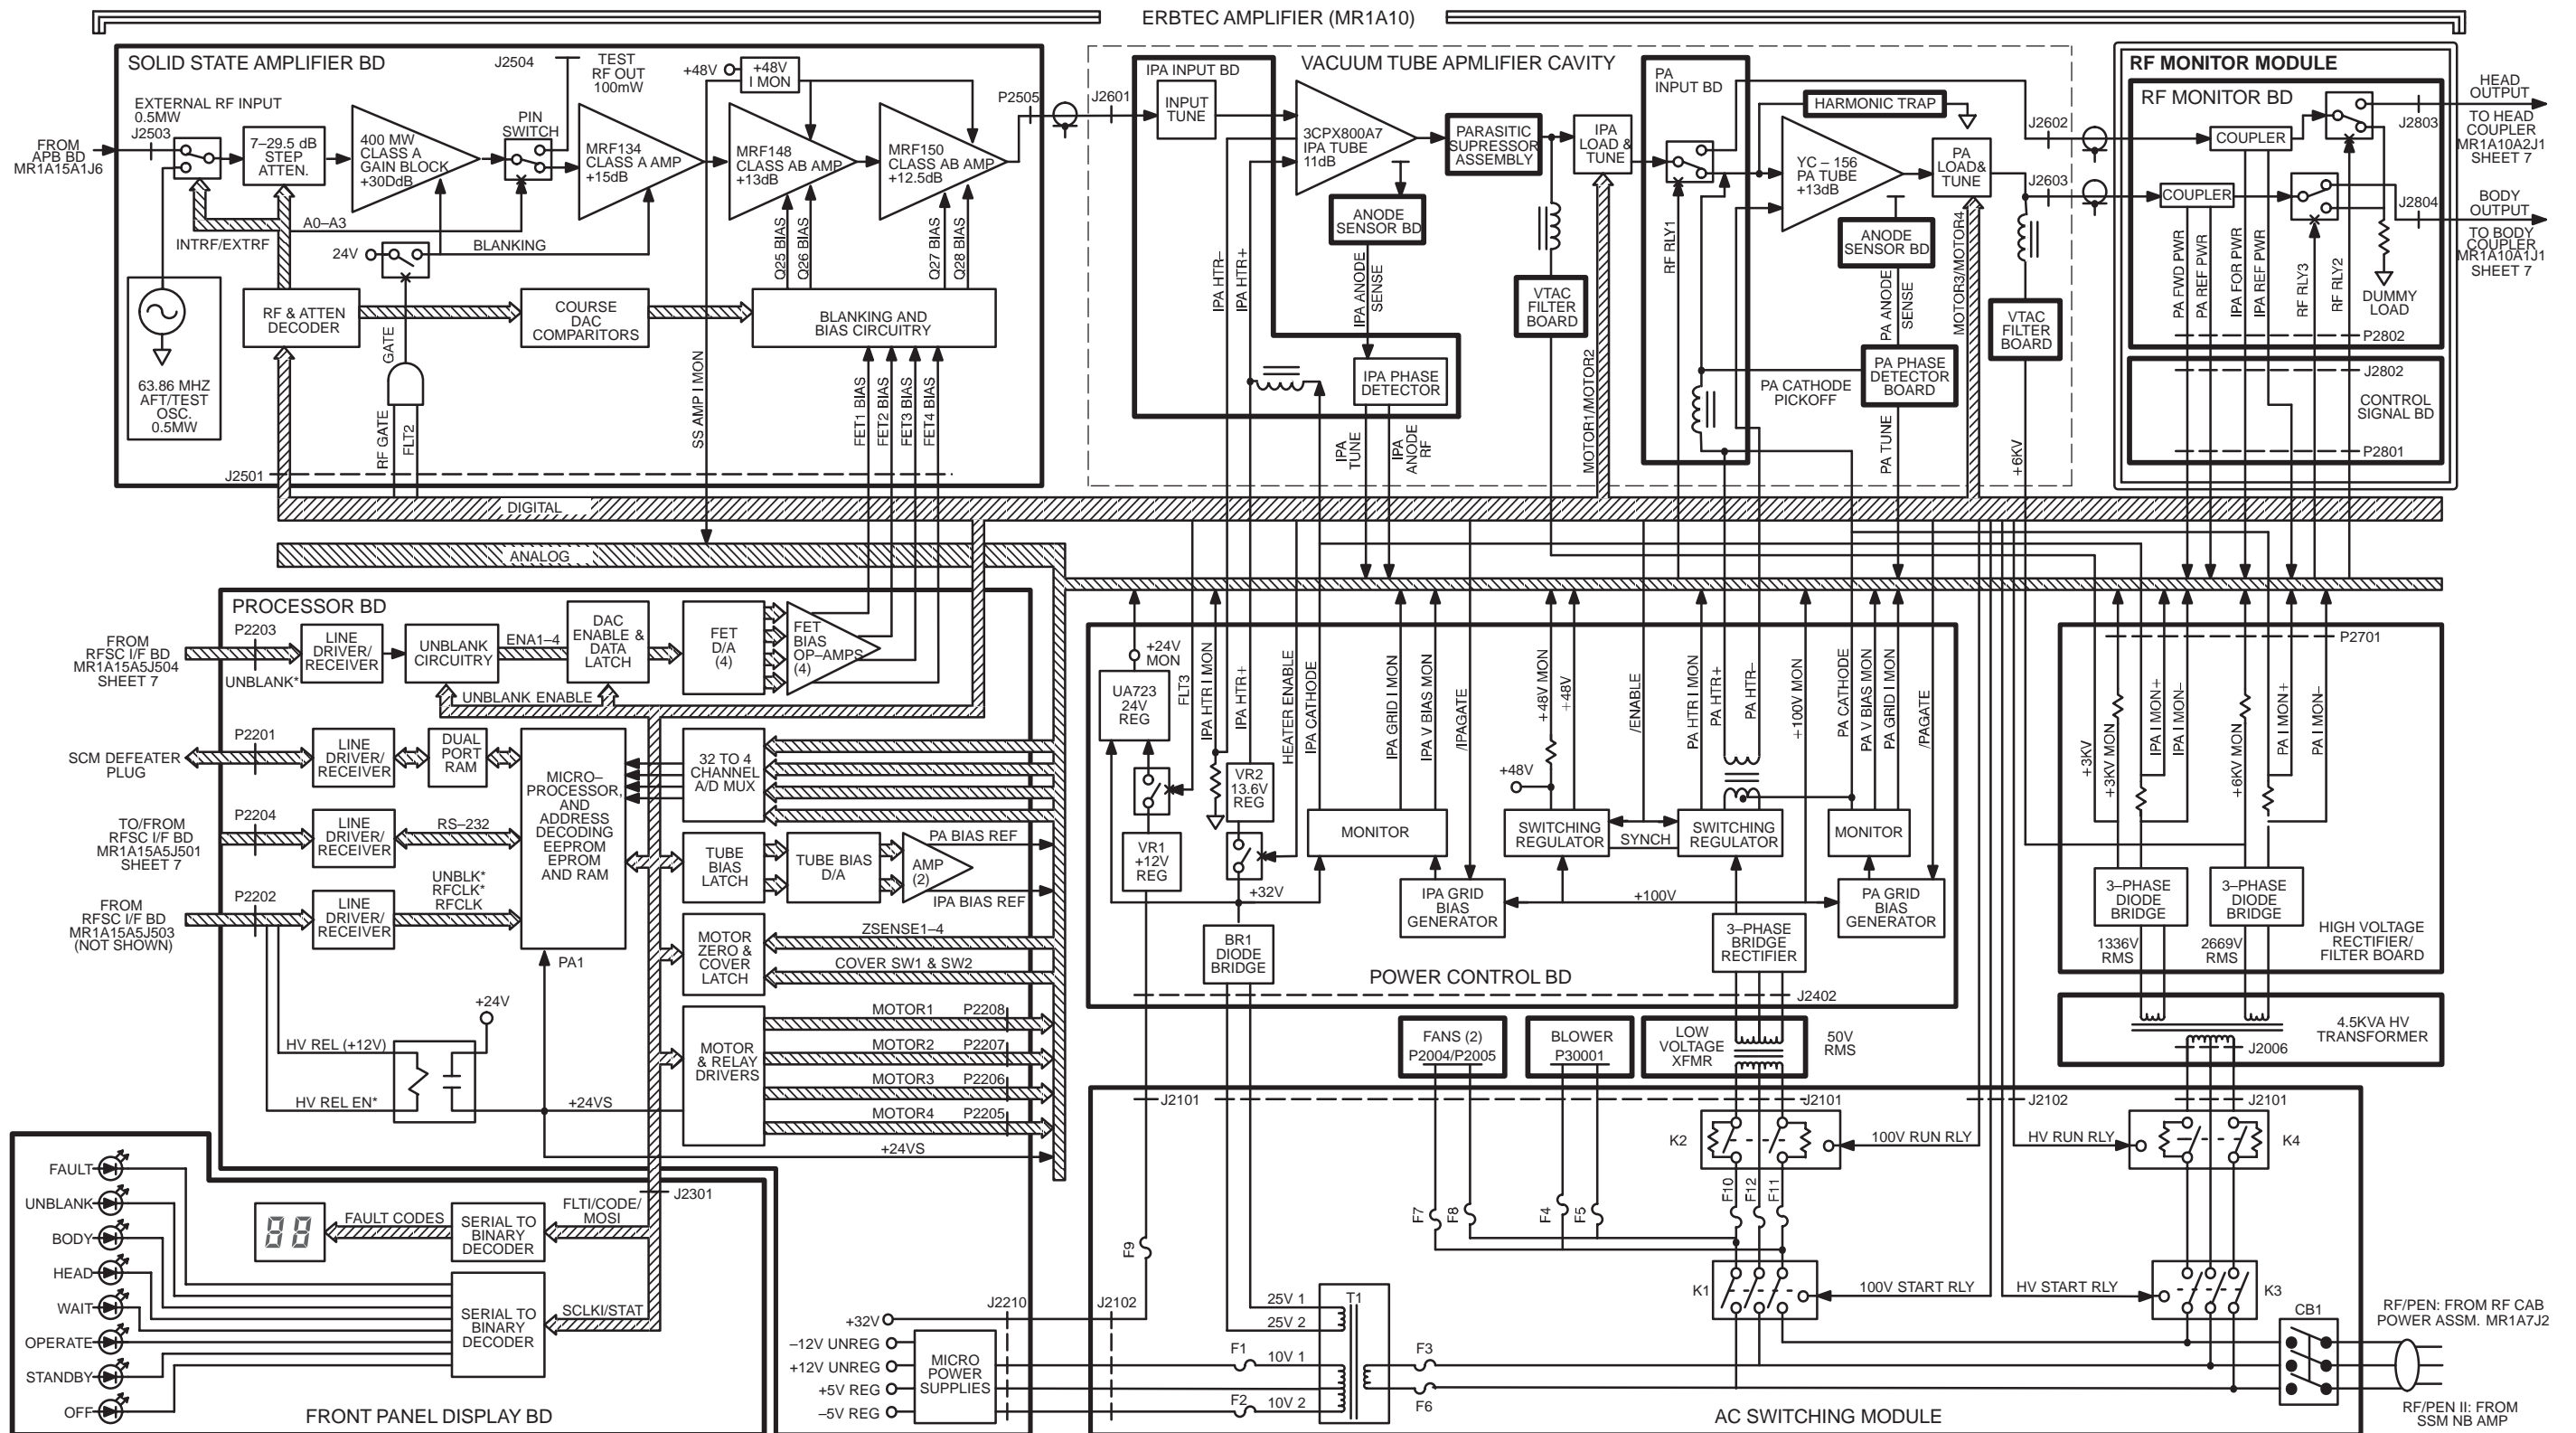 ERBTEC AMPLIFIER (MR1A10)
SOLID STATE AMPLIFIER BD
EXTERNAL RF INPUT
0.5MW
J2503
FROM
APB BD
MR1A15A1J6
7–29.5 dB
STEP
ATTEN.
400 MW
CLASS A
GAIN BLOCK
+30DdB
PIN
SWITCH
J2504
TEST
RF OUT
100mW
MRF134
CLASS A AMP
+15dB
+48V
+48V
I MON
MRF148
CLASS AB AMP
+13dB
MRF150
CLASS AB AMP
+12.5dB
P2505
J2601
INTRF/EXTRF
A0–A3
24V
BLANKING
Q25 BIAS
Q26 BIAS
Q27 BIAS
Q28 BIAS
63.86 MHZ
AFT/TEST
OSC.
0.5MW
RF & ATTEN
DECODER
GATE
RF GATE
FLT2
COURSE
DAC
COMPARITORS
BLANKING AND
BIAS CIRCUITRY
SS AMP I MON
FET1 BIAS
FET2 BIAS
FET3 BIAS
FET4 BIAS
J2501
DIGITAL
ANALOG
VACUUM TUBE APMLIFIER CAVITY
IPA INPUT BD
INPUT
TUNE
3CPX800A7
IPA TUBE
11dB
PARASITIC
SUPRESSOR
ASSEMBLY
IPA
LOAD &
TUNE
ANODE
SENSOR BD
IPA HTR–
IPA HTR+
IPA ANODE
SENSE
IPA PHASE
DETECTOR
IPA
TUNE
IPA
ANODE
RF
VTAC
FILTER
BOARD
MOTOR1/MOTOR2
PA
INPUT BD
RF RLY1
HARMONIC TRAP
YC – 156
PA TUBE
+13dB
PA
LOAD&
TUNE
ANODE
SENSOR BD
PA ANODE
SENSE
MOTOR3/MOTOR4
PA PHASE
DETECTOR
BOARD
PA CATHODE
PICKOFF
PA TUNE
VTAC
FILTER
BOARD
+6KV
J2602
J2603
RF MONITOR MODULE
RF MONITOR BD
COUPLER
COUPLER
J2803
J2804
HEAD
OUTPUT
TO HEAD
COUPLER
MR1A10A2J1
SHEET 7
BODY
OUTPUT
TO BODY
COUPLER
MR1A10A1J1
SHEET 7
PA FWD PWR
PA REF PWR
IPA FOR PWR
IPA REF PWR
RF RLY3
RF RLY2
DUMMY
LOAD
P2802
J2802
CONTROL
SIGNAL BD
P2801
PROCESSOR BD
FROM
RFSC I/F BD
MR1A15A5J504
SHEET 7
P2203
UNBLANK*
LINE
DRIVER/
RECEIVER
UNBLANK
CIRCUITRY
ENA1–4
DAC
ENABLE &
DATA
LATCH
FET
D/A
(4)
FET
BIAS
OP–AMPS
(4)
UNBLANK ENABLE
SCM DEFEATER
PLUG
P2201
LINE
DRIVER/
RECEIVER
DUAL
PORT
RAM
MICRO–
PROCESSOR,
AND
ADDRESS
DECODING
EEPROM
EPROM
AND RAM
32 TO 4
CHANNEL
A/D MUX
TO/FROM
RFSC I/F BD
MR1A15A5J501
SHEET 7
P2204
LINE
DRIVER/
RECEIVER
RS–232
TUBE
BIAS
LATCH
TUBE BIAS
D/A
AMP
(2)
PA BIAS REF
IPA BIAS REF
FROM
RFSC I/F BD
MR1A15A5J503
(NOT SHOWN)
P2202
LINE
DRIVER/
RECEIVER
UNBLK*
RFCLK*
RFCLK
PA1
MOTOR
ZERO &
COVER
LATCH
ZSENSE1–4
COVER SW1 & SW2
HV REL (+12V)
HV REL EN*
+24V
+24VS
MOTOR
& RELAY
DRIVERS
MOTOR1
P2208
MOTOR2
P2207
MOTOR3
P2206
MOTOR4
P2205
+24VS
+24V
MON
UA723
24V
REG
FLT3
VR1
+12V
REG
IPA HTR I MON
IPA HTR+
VR2
13.6V
REG
HEATER ENABLE
IPA CATHODE
MONITOR
+32V
BR1
DIODE
BRIDGE
IPA GRID I MON
IPA V BIAS MON
/IPAGATE
IPA GRID
BIAS
GENERATOR
+48V MON
+48V
+48V
/ENABLE
SWITCHING
REGULATOR
SYNCH
SWITCHING
REGULATOR
PA HTR I MON
PA HTR+
PA HTR–
+100V MON
PA CATHODE
PA V BIAS MON
PA GRID I MON
/PAGATE
MONITOR
+100V
PA GRID
BIAS
GENERATOR
3–PHASE
BRIDGE
RECTIFIER
POWER CONTROL BD
J2402
P2701
+3KV
+3KV MON
IPA I MON+
IPA I MON–
+6KV MON
PA I MON+
PA I MON–
3–PHASE
DIODE
BRIDGE
3–PHASE
DIODE
BRIDGE
1336V
RMS
2669V
RMS
HIGH VOLTAGE
RECTIFIER/
FILTER BOARD
4.5KVA HV
TRANSFORMER
J2006
FANS (2)
P2004/P2005
BLOWER
P30001
LOW
VOLTAGE
XFMR
50V
RMS
J2101
J2101
J2102
J2101
K2
100V RUN RLY
HV RUN RLY
K4
F7
F8
F4
F5
F10
F12
F11
F9
K1
100V START RLY
HV START RLY
K3
CB1
RF/PEN: FROM RF CAB
POWER ASSM. MR1A7J2
RF/PEN II: FROM
SSM NB AMP
FAULT
UNBLANK
BODY
HEAD
WAIT
OPERATE
STANDBY
OFF
88
FAULT CODES
SERIAL TO
BINARY
DECODER
FLTI/CODE/
MOSI
J2301
SERIAL TO
BINARY
DECODER
SCLKI/STAT
FRONT PANEL DISPLAY BD
+32V
–12V UNREG
+12V UNREG
+5V REG
–5V REG
MICRO
POWER
SUPPLIES
J2210
J2102
25V 1
25V 2
T1
F1
10V 1
F2
10V 2
F3
F6
AC SWITCHING MODULE